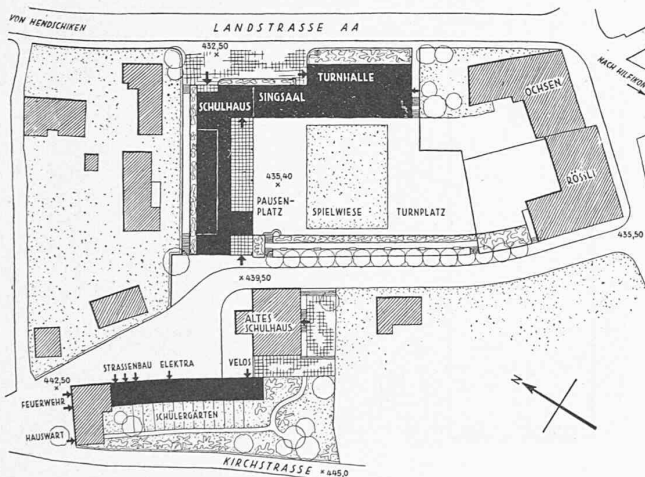 VON HENDSCHIKEN
LANDSTRASSE AA
NACH HILFIKON
432,50
TURNHALLE
SCHULHAUS
SINGSAAL
OCHSEN
RÖSSLI
435,40
PAUSEN-
PLATZ
SPIELWIESE
TURNPLATZ
435,50
439,50
ALTES
SCHULHAUS
STRASSENBAU
ELEKTRA
VELOS
442,50
FEUERWEHR
SCHÜLERGÄRTEN
HAUSWART
KIRCHSTRASSE
445,0
N